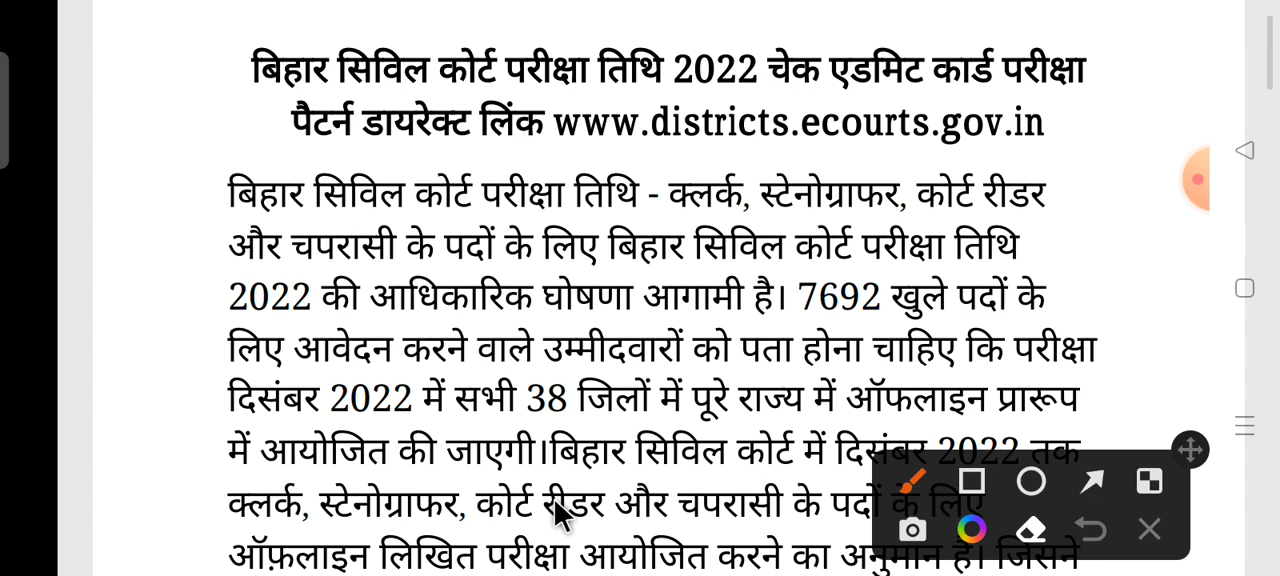 बिहार सिविल कोर्ट परीक्षा तिथि 2022 चेक एडमिट कार्ड परीक्षा
पैटर्न डायरेक्ट लिंक www.districts.ecourts.gov.in
बिहार सिविल कोर्ट परीक्षा तिथि - क्लर्क, स्टेनोग्राफर, कोर्ट रीडर
और चपरासी के पदों के लिए बिहार सिविल कोर्ट परीक्षा तिथि
2022 की आधिकारिक घोषणा आगामी है। 7692 खुले पदों के
लिए आवेदन करने वाले उम्मीदवारों को पता होना चाहिए कि परीक्षा
दिसंबर 2022 में सभी 38 जिलों में पूरे राज्य में ऑफलाइन प्रारूप
में आयोजित की जाएगी।बिहार सिविल कोर्ट में दिसंबर 2022 तक
क्लर्क, स्टेनोग्राफर, कोर्ट रीडर और चपरासी के पदों के लिए
ऑफ़लाइन लिखित परीक्षा आयोजित करने का अनुमान है। जिसने